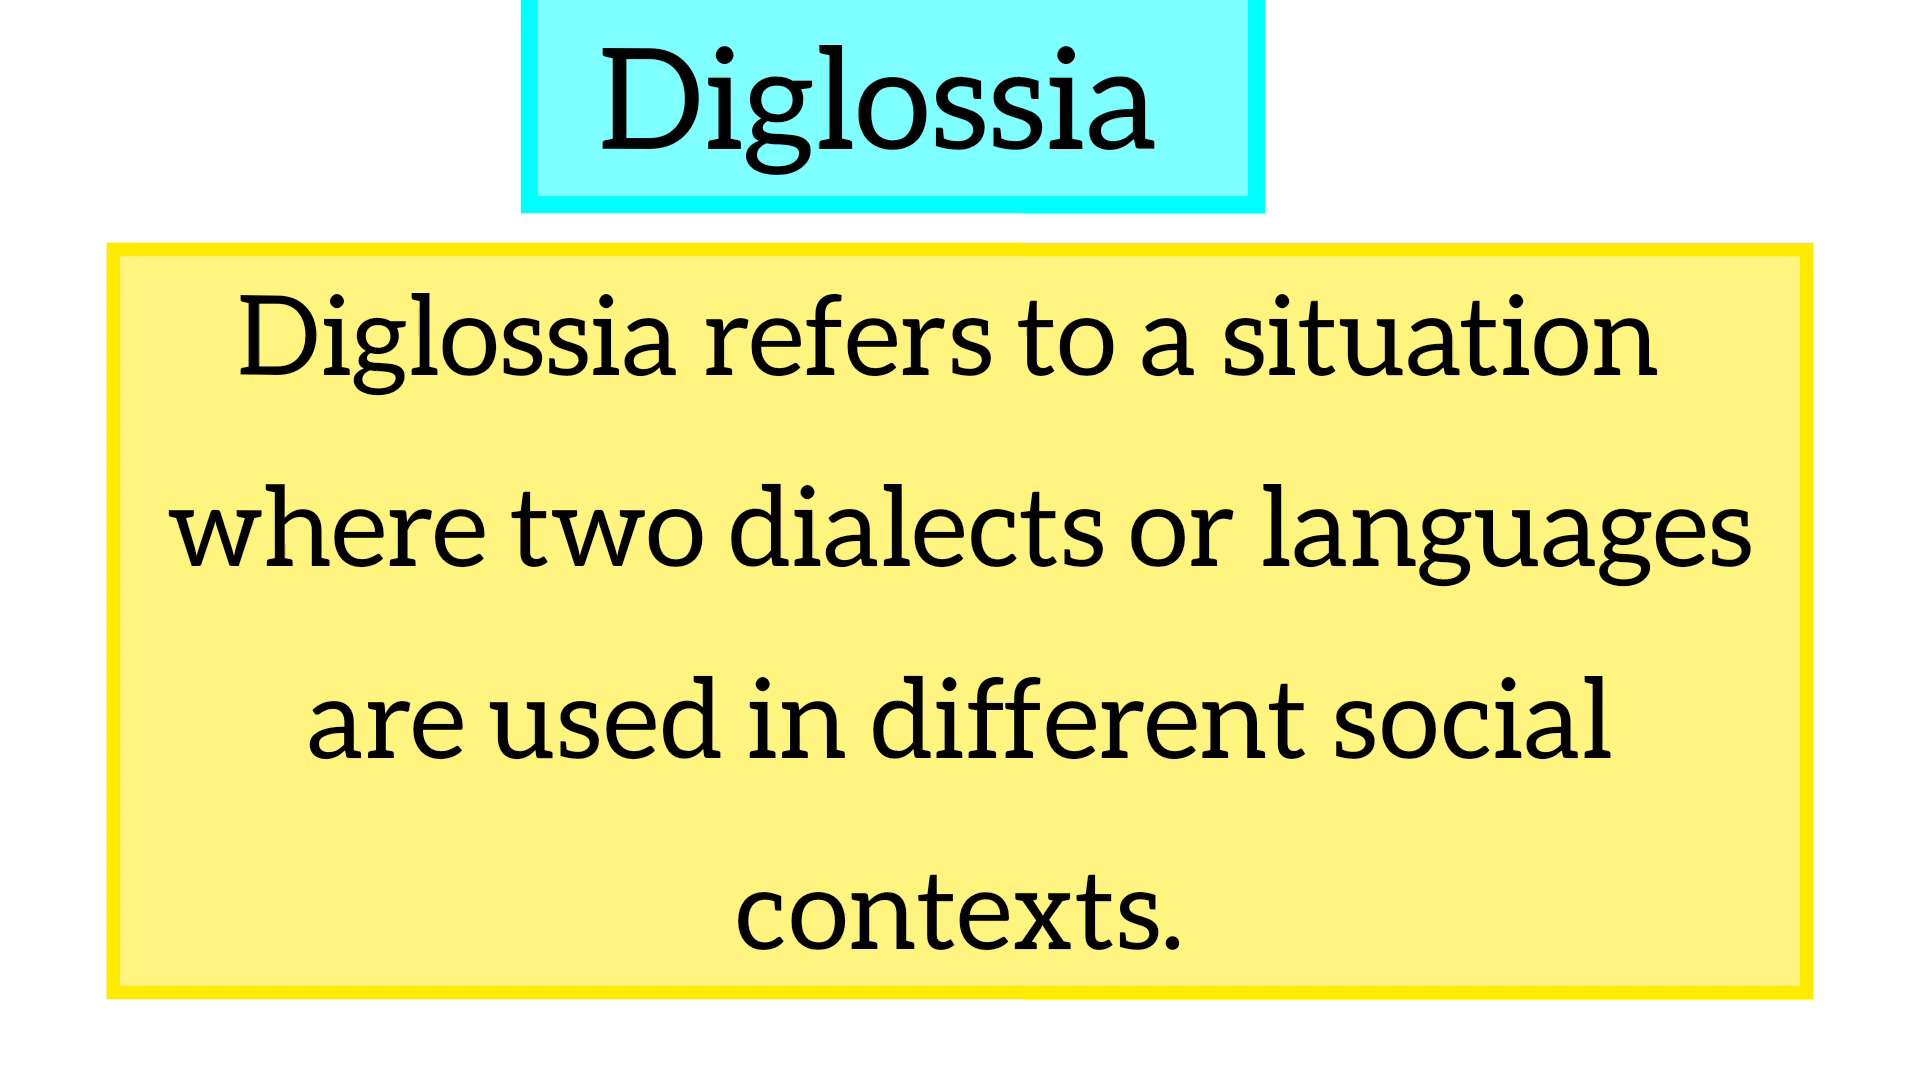 Diglossia
Diglossia refers to a situation
where two dialects or languages
are used in different social
contexts.